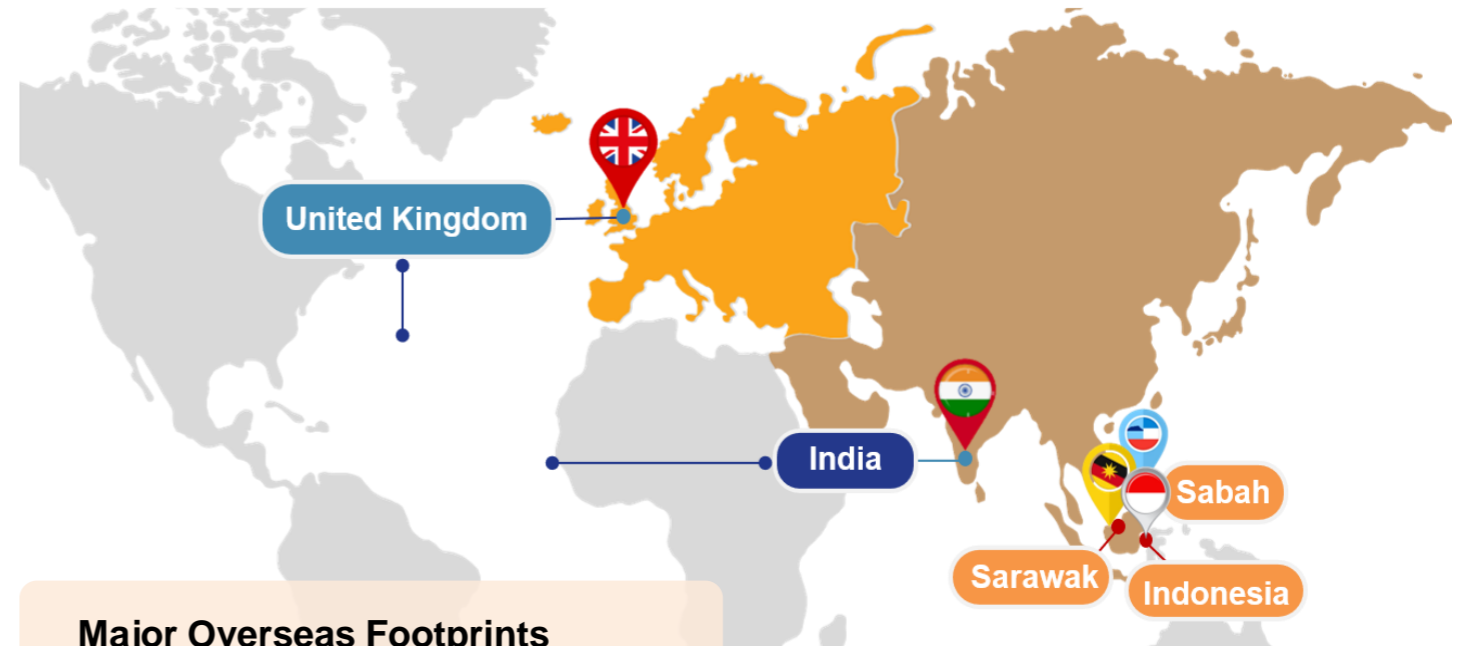 United Kingdom
India
Sabah
Sarawak
Indonesia
Major Overseas Footprints